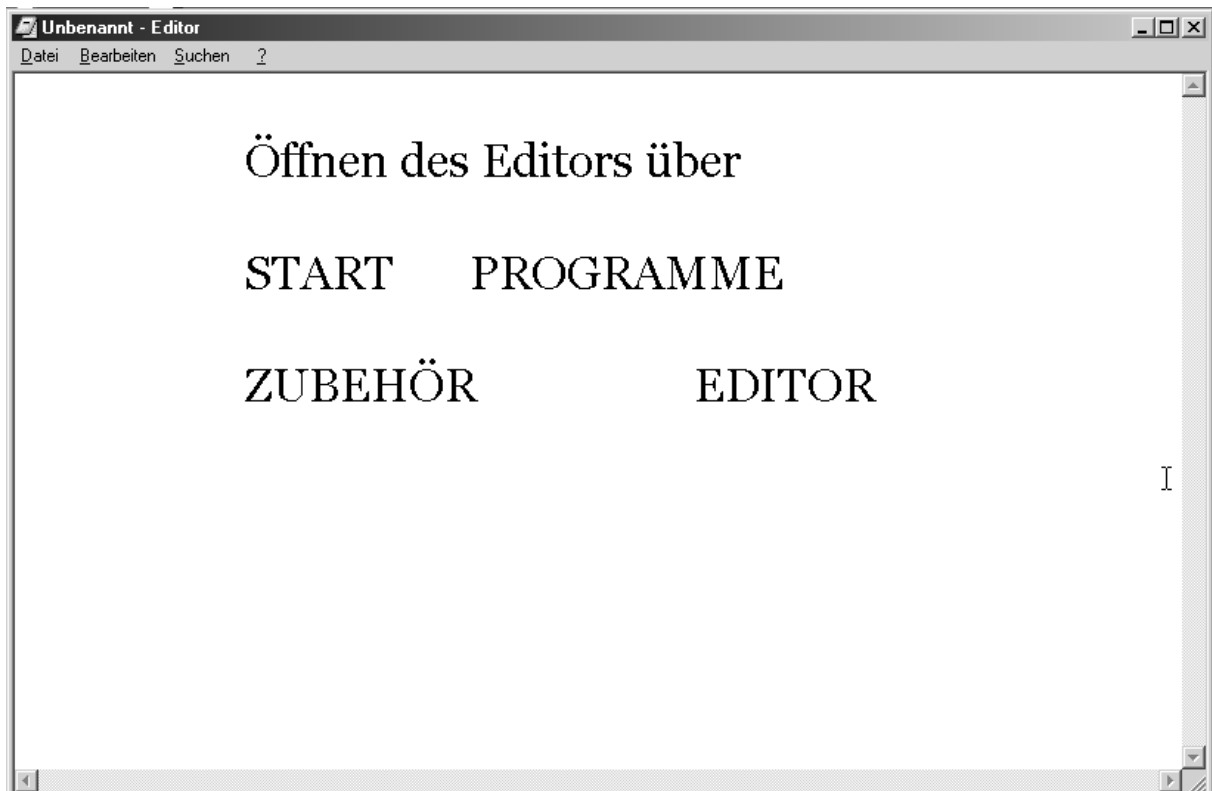 Unbenannt - Editor
Datei Bearbeiten Suchen ?
Öffnen des Editors über
START PROGRAMME
ZUBEHÖR EDITOR